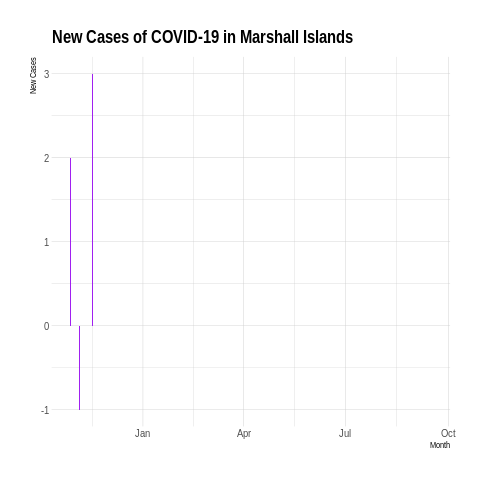 New Cases of COVID-19 in Marshall Islands
New Cases
3
2
1
0
-1
Jan Apr Jul Oct
Month